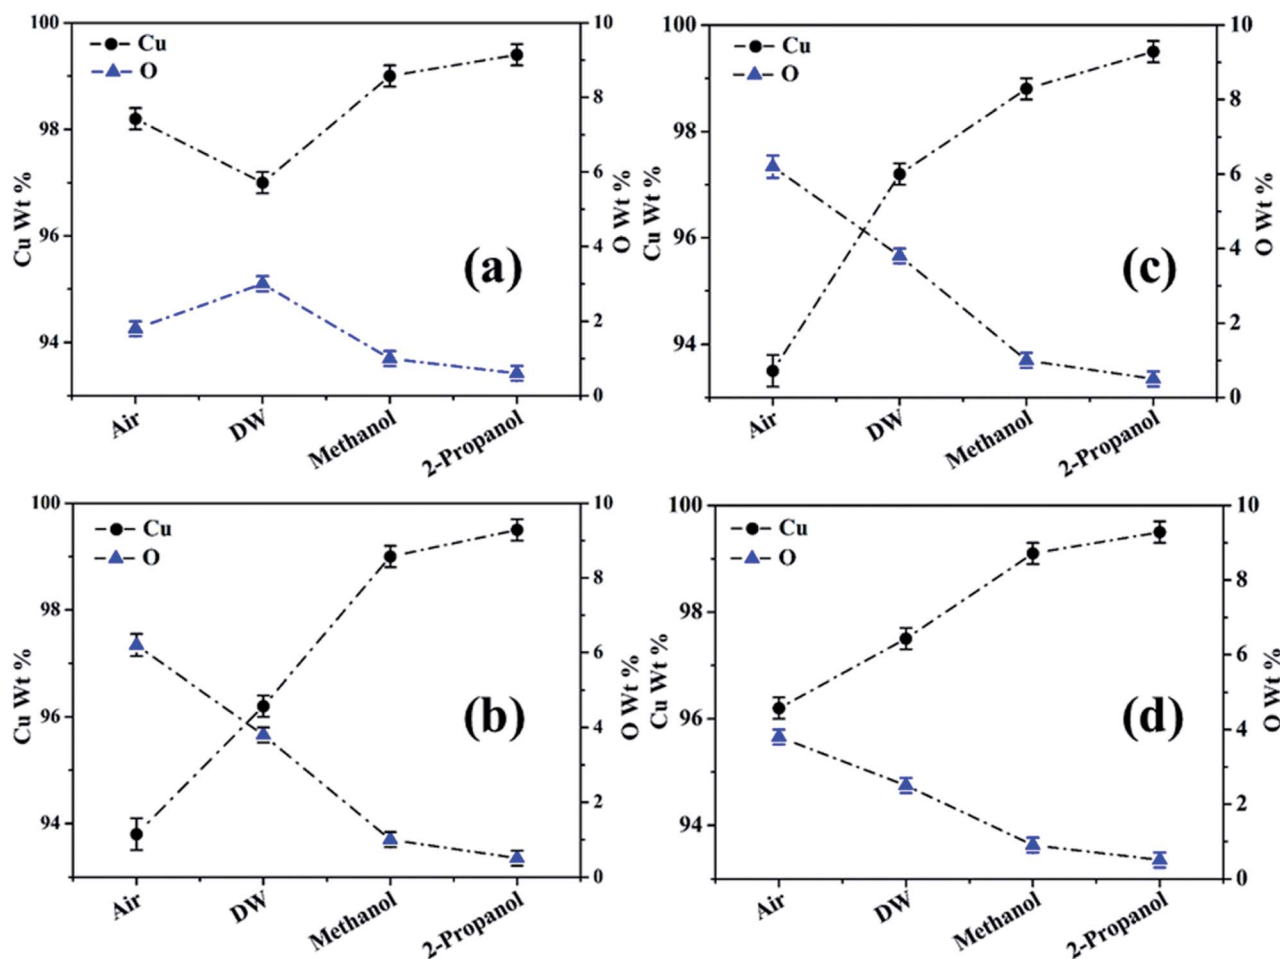 100
98
96
94
Cu Wt %
Cu
O
(a)
10
8
6
4
2
0
O Wt %
Air
DW
Methanol
2-Propanol
100
98
96
94
Cu Wt %
Cu
O
(c)
10
8
6
4
2
0
O Wt %
Air
DW
Methanol
2-Propanol
100
98
96
94
Cu Wt %
Cu
O
(b)
10
8
6
4
2
0
O Wt %
Air
DW
Methanol
2-Propanol
100
98
96
94
Cu Wt %
Cu
O
(d)
10
8
6
4
2
0
O Wt %
Air
DW
Methanol
2-Propanol